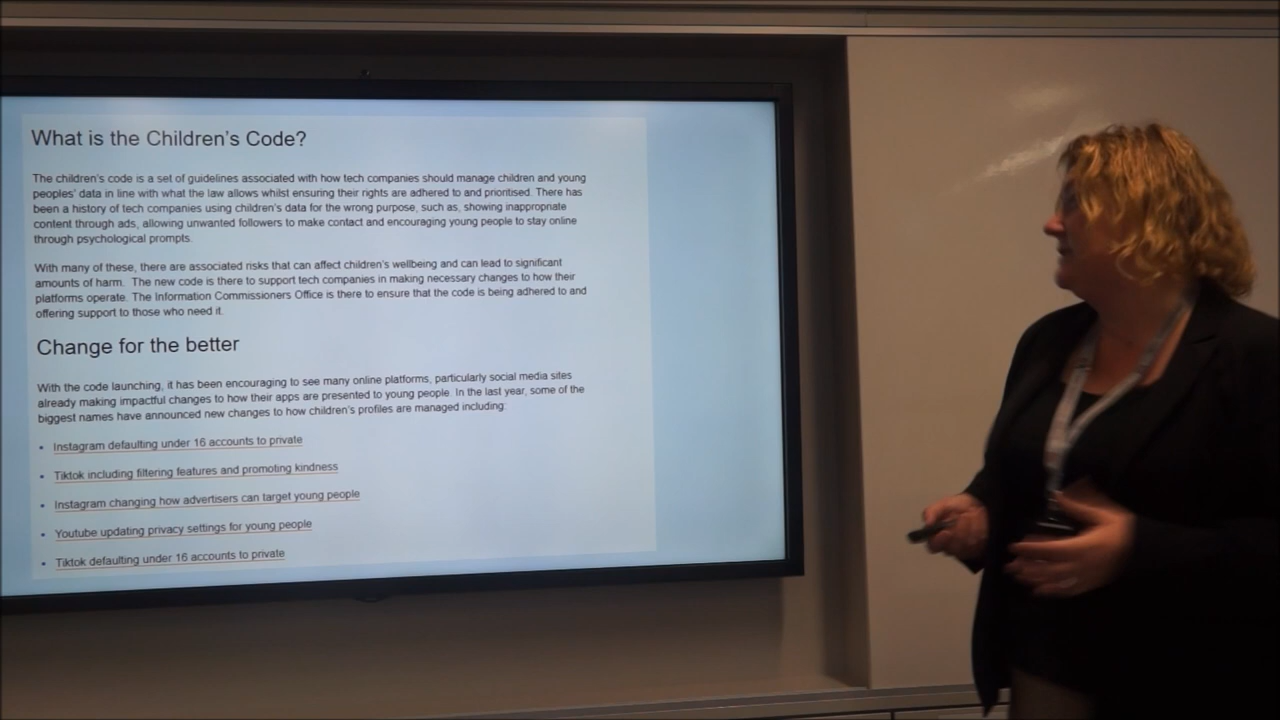 What is the Children's Code?
The children's code is a set of guidelines associated with how tech companies should manage children and young
peoples' data in line with what the law allows whilst ensuring their rights are adhered to and prioritised. There has
been a history of tech companies using children's data for the wrong purpose, such as, showing inappropriate
content through ads, allowing unwanted followers to make contact and encouraging young people to stay online
through psychological prompts.
With many of these, there are associated risks that can affect children's wellbeing and can lead to significant
amounts of harm. The new code is there to support tech companies in making necessary changes to how their
platforms operate. The Information Commissioners Office is there to ensure that the code is being adhered to and
offering support to those who need it.
Change for the better
With the code launching, it has been encouraging to see many online platforms, particularly social media sites
already making impactful changes to how their apps are presented to young people. In the last year, some of the
biggest names have announced new changes to how children's profiles are managed including:
• Instagram defaulting under 16 accounts to private
• Tiktok including filtering features and promoting kindness
• Instagram changing how advertisers can target young people
• Youtube updating privacy settings for young people
• Tiktok defaulting under 16 accounts to private